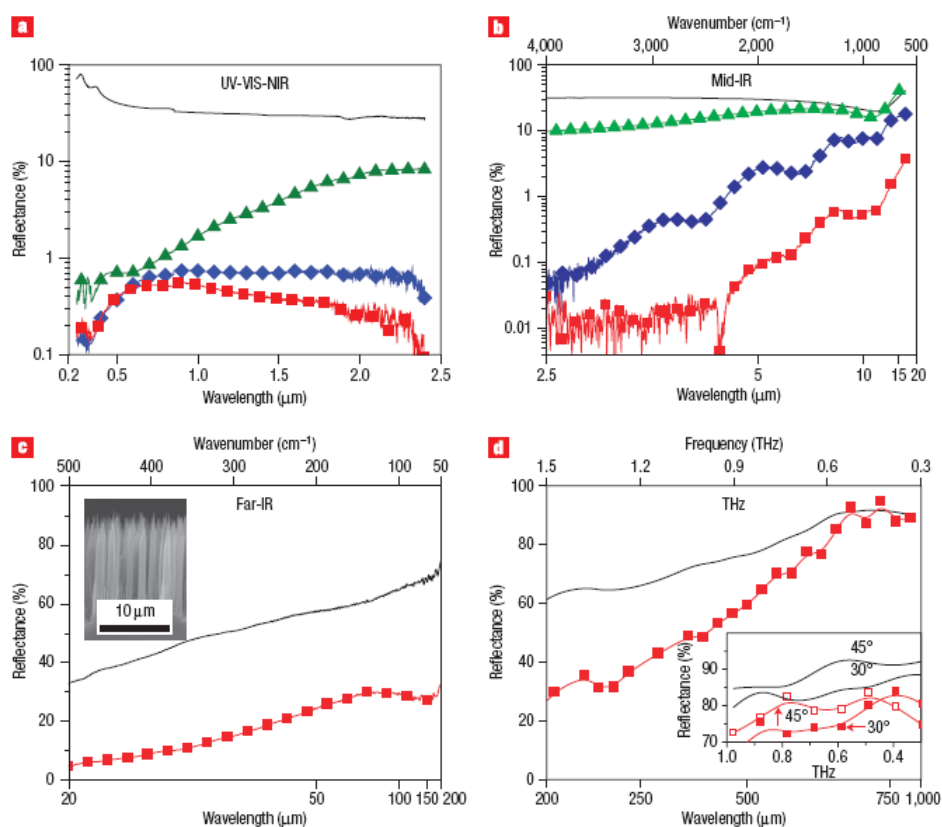 a
UV-VIS-NIR
100
10
1
0.1
Reflectance (%)
0.2 0.5 1.0 1.5 2.0 2.5
Wavelength (μm)
b
Wavenumber (cm⁻¹)
4,000 3,000 2,000 1,000 500
Mid-IR
100
10
1
0.1
0.01
Reflectance (%)
2.5 5 10 15 20
Wavelength (μm)
c
Wavenumber (cm⁻¹)
500 400 300 200 100 50
Far-IR
100
80
60
40
20
0
Reflectance (%)
10 μm
20 50 100 150 200
Wavelength (μm)
d
Frequency (THz)
1.5 1.2 0.9 0.6 0.3
THz
100
80
60
40
20
0
Reflectance (%)
Reflectance (%)
90
80
70
45°
30°
45°
30°
1.0 0.8 0.6 0.4
THz
200 250 500 750 1,000
Wavelength (μm)